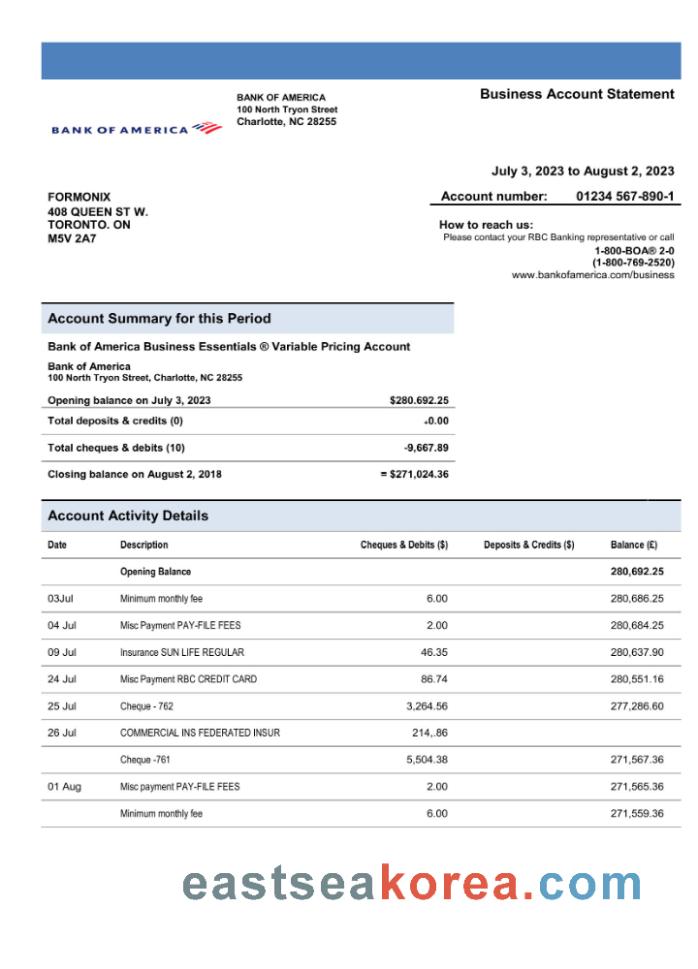 BANK OF AMERICA
BANK OF AMERICA
100 North Tryon Street
Charlotte, NC 28255
Business Account Statement
July 3, 2023 to August 2, 2023
Account number: 01234 567-890-1
FORMONIX
408 QUEEN ST W.
TORONTO. ON
M5V 2A7
How to reach us:
Please contact your RBC Banking representative or call
1-800-BOA® 2-0
(1-800-769-2520)
www.bankofamerica.com/business
Account Summary for this Period
Bank of America Business Essentials ® Variable Pricing Account
Bank of America
100 North Tryon Street, Charlotte, NC 28255
Opening balance on July 3, 2023 $280.692.25
Total deposits & credits (0) +0.00
Total cheques & debits (10) -9,667.89
Closing balance on August 2, 2018 = $271,024.36
Account Activity Details
Date Description Cheques & Debits ($) Deposits & Credits ($) Balance (£)
Opening Balance 280,692.25
03Jul Minimum monthly fee 6.00 280,686.25
04 Jul Misc Payment PAY-FILE FEES 2.00 280,684.25
09 Jul Insurance SUN LIFE REGULAR 46.35 280,637.90
24 Jul Misc Payment RBC CREDIT CARD 86.74 280,551.16
25 Jul Cheque - 762 3,264.56 277,286.60
26 Jul COMMERCIAL INS FEDERATED INSUR 214,.86
Cheque -761 5,504.38 271,567.36
01 Aug Misc payment PAY-FILE FEES 2.00 271,565.36
Minimum monthly fee 6.00 271,559.36
eastseakorea.com